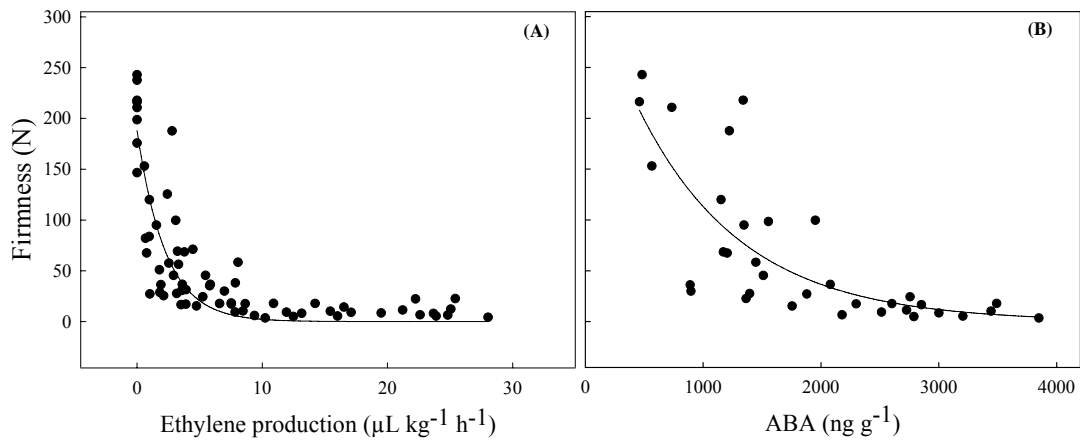 (A)
(B)
Firmness (N)
300
250
200
150
100
50
0
0 10 20 30
0 1000 2000 3000 4000
Ethylene production (µL kg⁻¹ h⁻¹)
ABA (ng g⁻¹)